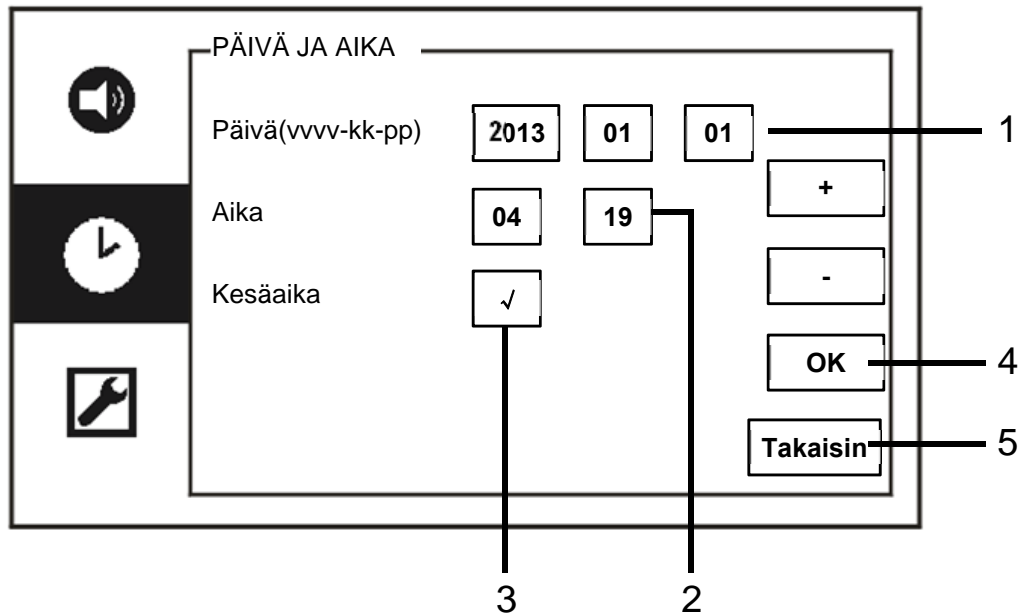 PÄIVÄ JA AIKA
Päivä(vvvv-kk-pp) 2013 01 01 1
+
Aika 04 19
-
Kesäaika √
OK 4
Takaisin 5
3 2